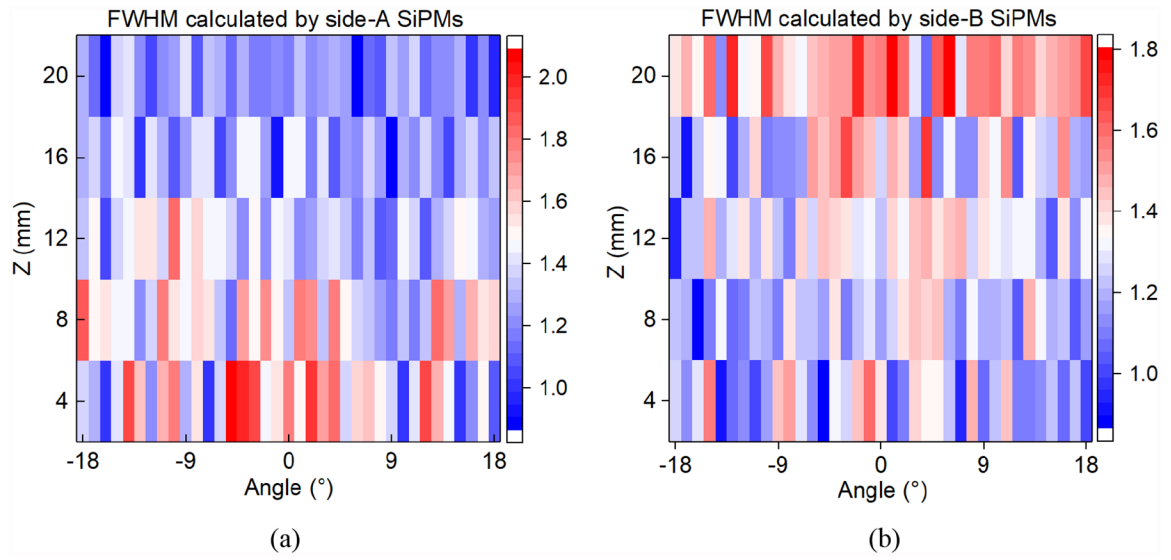 FWHM calculated by side-A SiPMs
Z (mm)
20
16
12
8
4
-18 -9 0 9 18
Angle (°)
2.0
1.8
1.6
1.4
1.2
1.0
(a)
FWHM calculated by side-B SiPMs
Z (mm)
20
16
12
8
4
-18 -9 0 9 18
Angle (°)
1.8
1.6
1.4
1.2
1.0
(b)